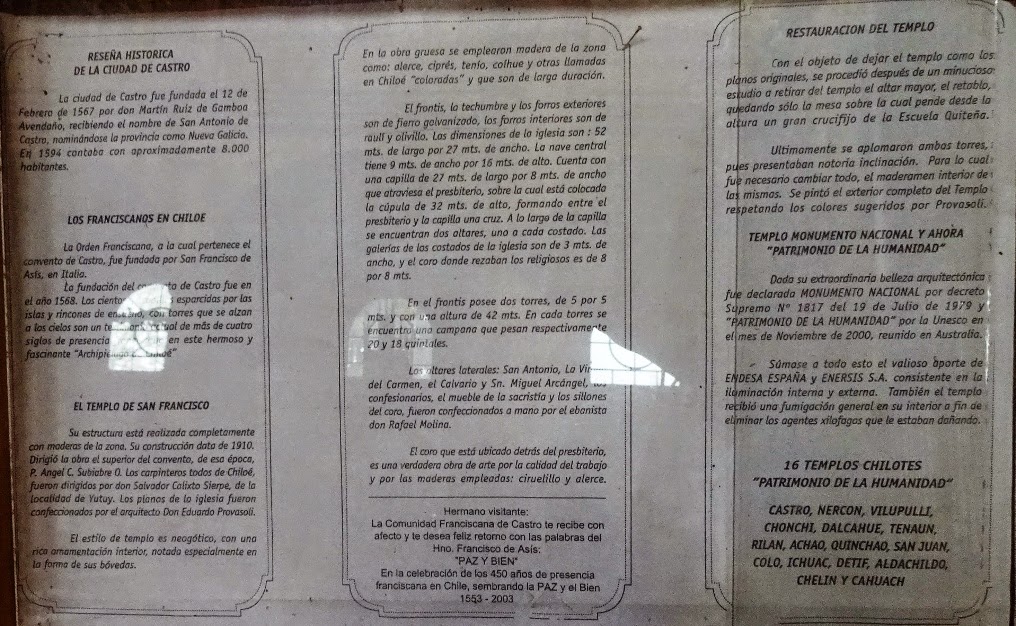 RESEÑA HISTORICA
DE LA CIUDAD DE CASTRO
La ciudad de Castro fue fundada el 12 de
Febrero de 1567 por don Martín Ruiz de Gamboa
Avendaño, recibiendo el nombre de San Antonio de
Castro, nominándose la provincia como Nueva Galicia.
En 1594 contaba con aproximadamente 8.000
habitantes.
LOS FRANCISCANOS EN CHILOE
La Orden Franciscana, a la cual pertenece el
convento de Castro, fue fundada por San Francisco de
Asís, en Italia.
La fundación del de Castro fue en
el año 1568. Los esparcidas por las
islas y rincones de con torres que se alzan
a los cielos son un de más de cuatro
siglos de presencia en este hermoso y
fascinante
EL TEMPLO DE SAN FRANCISCO
Su estructura está realizada completamente
con maderas de la zona. Su construcción data de 1910.
Dirigió la obra el superior del convento, de esa época,
P. Angel C. Subiabre O. Los carpinteros todos de Chiloé,
fueron dirigidos por don Salvador Calixto Sierpe, de la
localidad de Yutuy. Los planos de la iglesia fueron
confeccionados por el arquitecto Don Eduardo Provasoli.
El estilo de templo es neogótico, con una
rica ornamentación interior, notada especialmente en
la forma de sus bóvedas.
En la obra gruesa se emplearon madera de la zona
como: alerce, ciprés, tenío, coihue y otras llamadas
en Chiloé "coloradas" y que son de larga duración.
El frontis, la techumbre y los forros exteriores
son de fierro galvanizado, los forros interiores son de
raulí y olivillo. Las dimensiones de la iglesia son : 52
mts. de largo por 27 mts. de ancho. La nave central
tiene 9 mts. de ancho por 16 mts. de alto. Cuenta con
una capilla de 27 mts. de largo por 8 mts. de ancho
que atraviesa el presbiterio, sobre la cual está colocada
la cúpula de 32 mts. de alto, formando entre el
presbiterio y la capilla una cruz. A lo largo de la capilla
se encuentran dos altares, uno a cada costado. Las
galerías de los costados de la iglesia son de 3 mts. de
ancho, y el coro donde rezaban los religiosos es de 8
por 8 mts.
En el frontis posee dos torres, de 5 por 5
mts. y con una altura de 42 mts. En cada torres se
encuentra una campana que pesan respectivamente
20 y 18 quintales.
Los altares laterales: San Antonio, La
del Carmen, el Calvario y Sn. Miguel Arcángel, los
confesionarios, el mueble de la sacristía y los sillones
del coro, fueron confeccionados a mano por el ebanista
don Rafael Molina.
El coro que está ubicado detrás del presbiterio,
es una verdadera obra de arte por la calidad del trabajo
y por las maderas empleadas: ciruelillo y alerce.
Hermano visitante:
La Comunidad Franciscana de Castro te recibe con
afecto y te desea feliz retorno con las palabras del
Hno. Francisco de Asís:
"PAZ Y BIEN"
En la celebración de los 450 años de presencia
franciscana en Chile, sembrando la PAZ y el Bien
1553 - 2003
RESTAURACION DEL TEMPLO
Con el objeto de dejar el templo como los
planos originales, se procedió después de un minucioso
estudio a retirar del templo el altar mayor, el retablo,
quedando sólo la mesa sobre la cual pende desde la
altura un gran crucifijo de la Escuela Quiteña.
Ultimamente se aplomaron ambas torres,
pues presentaban notoria inclinación. Para lo cual
fue necesario cambiar todo, el maderamen interior de
las mismas. Se pintó el exterior completo del Templo
respetando los colores sugeridos por Provasoli.
TEMPLO MONUMENTO NACIONAL Y AHORA
"PATRIMONIO DE LA HUMANIDAD"
Dada su extraordinaria belleza arquitectónica
fue declarada MONUMENTO NACIONAL por decreto
Supremo Nº 1817 del 19 de Julio de 1979 y
"PATRIMONIO DE LA HUMANIDAD" por la Unesco en
el mes de Noviembre de 2000, reunido en Australia.
Súmase a todo esto el valioso aporte de
ENDESA ESPAÑA y ENERSIS S.A. consistente en la
iluminación interna y externa. También el templo
recibió una fumigación general en su interior a fin de
eliminar los agentes xilofagas que le estaban dañando.
16 TEMPLOS CHILOTES
"PATRIMONIO DE LA HUMANIDAD"
CASTRO, NERCON, VILUPULLI,
CHONCHI, DALCAHUE, TENAUN,
RILAN, ACHAO, QUINCHAO, SAN JUAN,
COLO, ICHUAC, DETIF, ALDACHILDO,
CHELIN Y CAHUACH